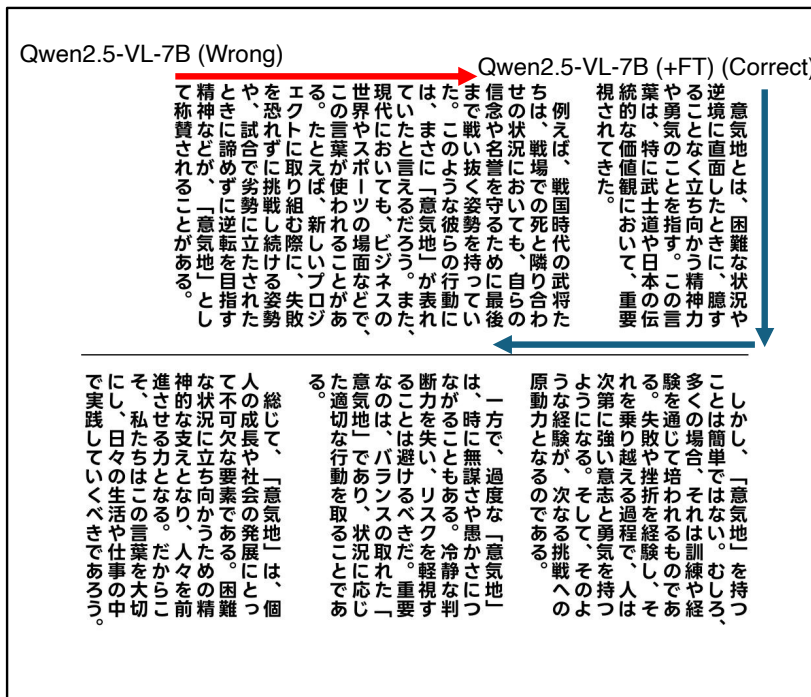 Qwen2.5-VL-7B (Wrong)
Qwen2.5-VL-7B (+FT) (Correct)
意気地とは、困難な状況や
逆境に直面したときに、臆す
ることなく立ち向かう精神力
や勇気のことを指す。この言
葉は、特に武士道や日本の伝
統的な価値観において、重要
視されてきた。
例えば、戦国時代の武将た
ちは、戦場での死と隣り合わ
せの状況においても、自らの
信念や名誉を守るために最後
まで戦い抜く姿勢を持ってい
た。このような彼らの行動に
は、まさに「意気地」が表れ
ていたと言えるだろう。また、
現代においても、ビジネスの
世界やスポーツの場面などで、
この言葉が使われることがあ
る。たとえば、新しいプロジ
ェクトに取り組む際に、失敗
を恐れずに挑戦し続ける姿勢
や、試合で劣勢に立たされた
ときに諦めずに逆転を目指す
精神などが、「意気地」とし
て称賛されることがある。
しかし、「意気地」を持つ
ことは簡単ではない。むしろ、
多くの場合、それは訓練や経
験を通じて培われるものであ
る。失敗や挫折を経験し、そ
れを乗り越える過程で、人は
次第に強い意志と勇気を持つ
ようになる。そして、そのよ
うな経験が、次なる挑戦への
原動力となるのである。
一方で、過度な「意気地」
は、時に無謀さや愚かさにつ
ながることもある。冷静な判
断力を失い、リスクを軽視す
ることは避けるべきだ。重要
なのは、バランスの取れた「
意気地」であり、状況に応じ
た適切な行動を取ることであ
る。
総じて、「意気地」は、個
人の成長や社会の発展にとっ
て不可欠な要素である。困難
な状況に立ち向かうための精
神的な支えとなり、人々を前
進させる力となる。だからこ
そ、私たちはこの言葉を大切
にし、日々の生活や仕事の中
で実践していくべきであろう。